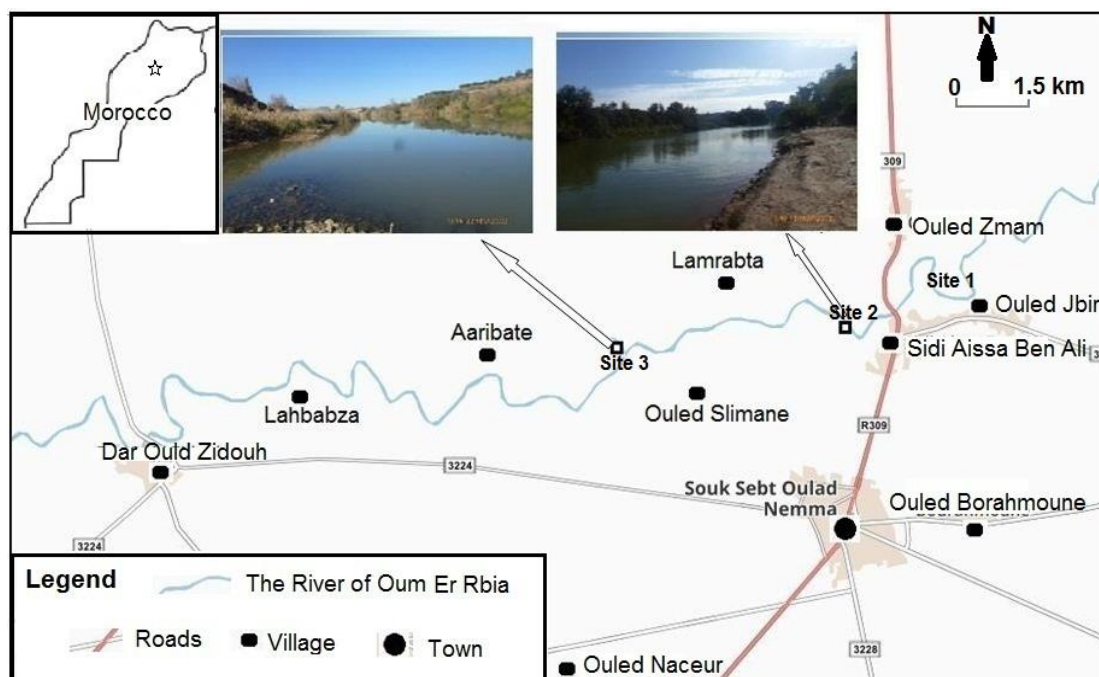 Morocco
N
0 1.5 km
309
Ouled Zmam
Lamrabta
Site 1
Ouled Jbir
Site 2
Aaribate
Site 3
Sidi Aissa Ben Ali
Lahbabza
Ouled Slimane
R309
Dar Ould Zidouh
3224
Souk Sebt Oulad
Nemma
Ouled Borahmoune
3224
Legend
The River of Oum Er Rbia
Roads
Village
Town
3228
Ouled Naceur